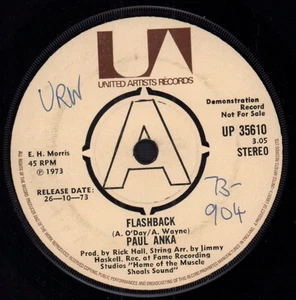 UA
UNITED ARTISTS RECORDS
URW
Demonstration
Record
Not For Sale
UP 35610
3.05
STEREO
E. H. Morris
45 RPM
℗ 1973
A
RELEASE DATE:
26-10-73
73-
904
FLASHBACK
(A. O'Day/A. Wayne)
PAUL ANKA
Prod. by Rick Hall, String Arr. by Jimmy
Haskell. Rec. at Fame Recording
Studios "Home of the Muscle
Shoals Sound"